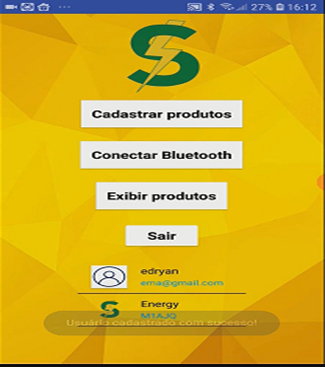 27% 16:12
Cadastrar produtos
Conectar Bluetooth
Exibir produtos
Sair
edryan
ema@gmail.com
Energy
M1AJQ
Usuário cadastrado com sucesso!